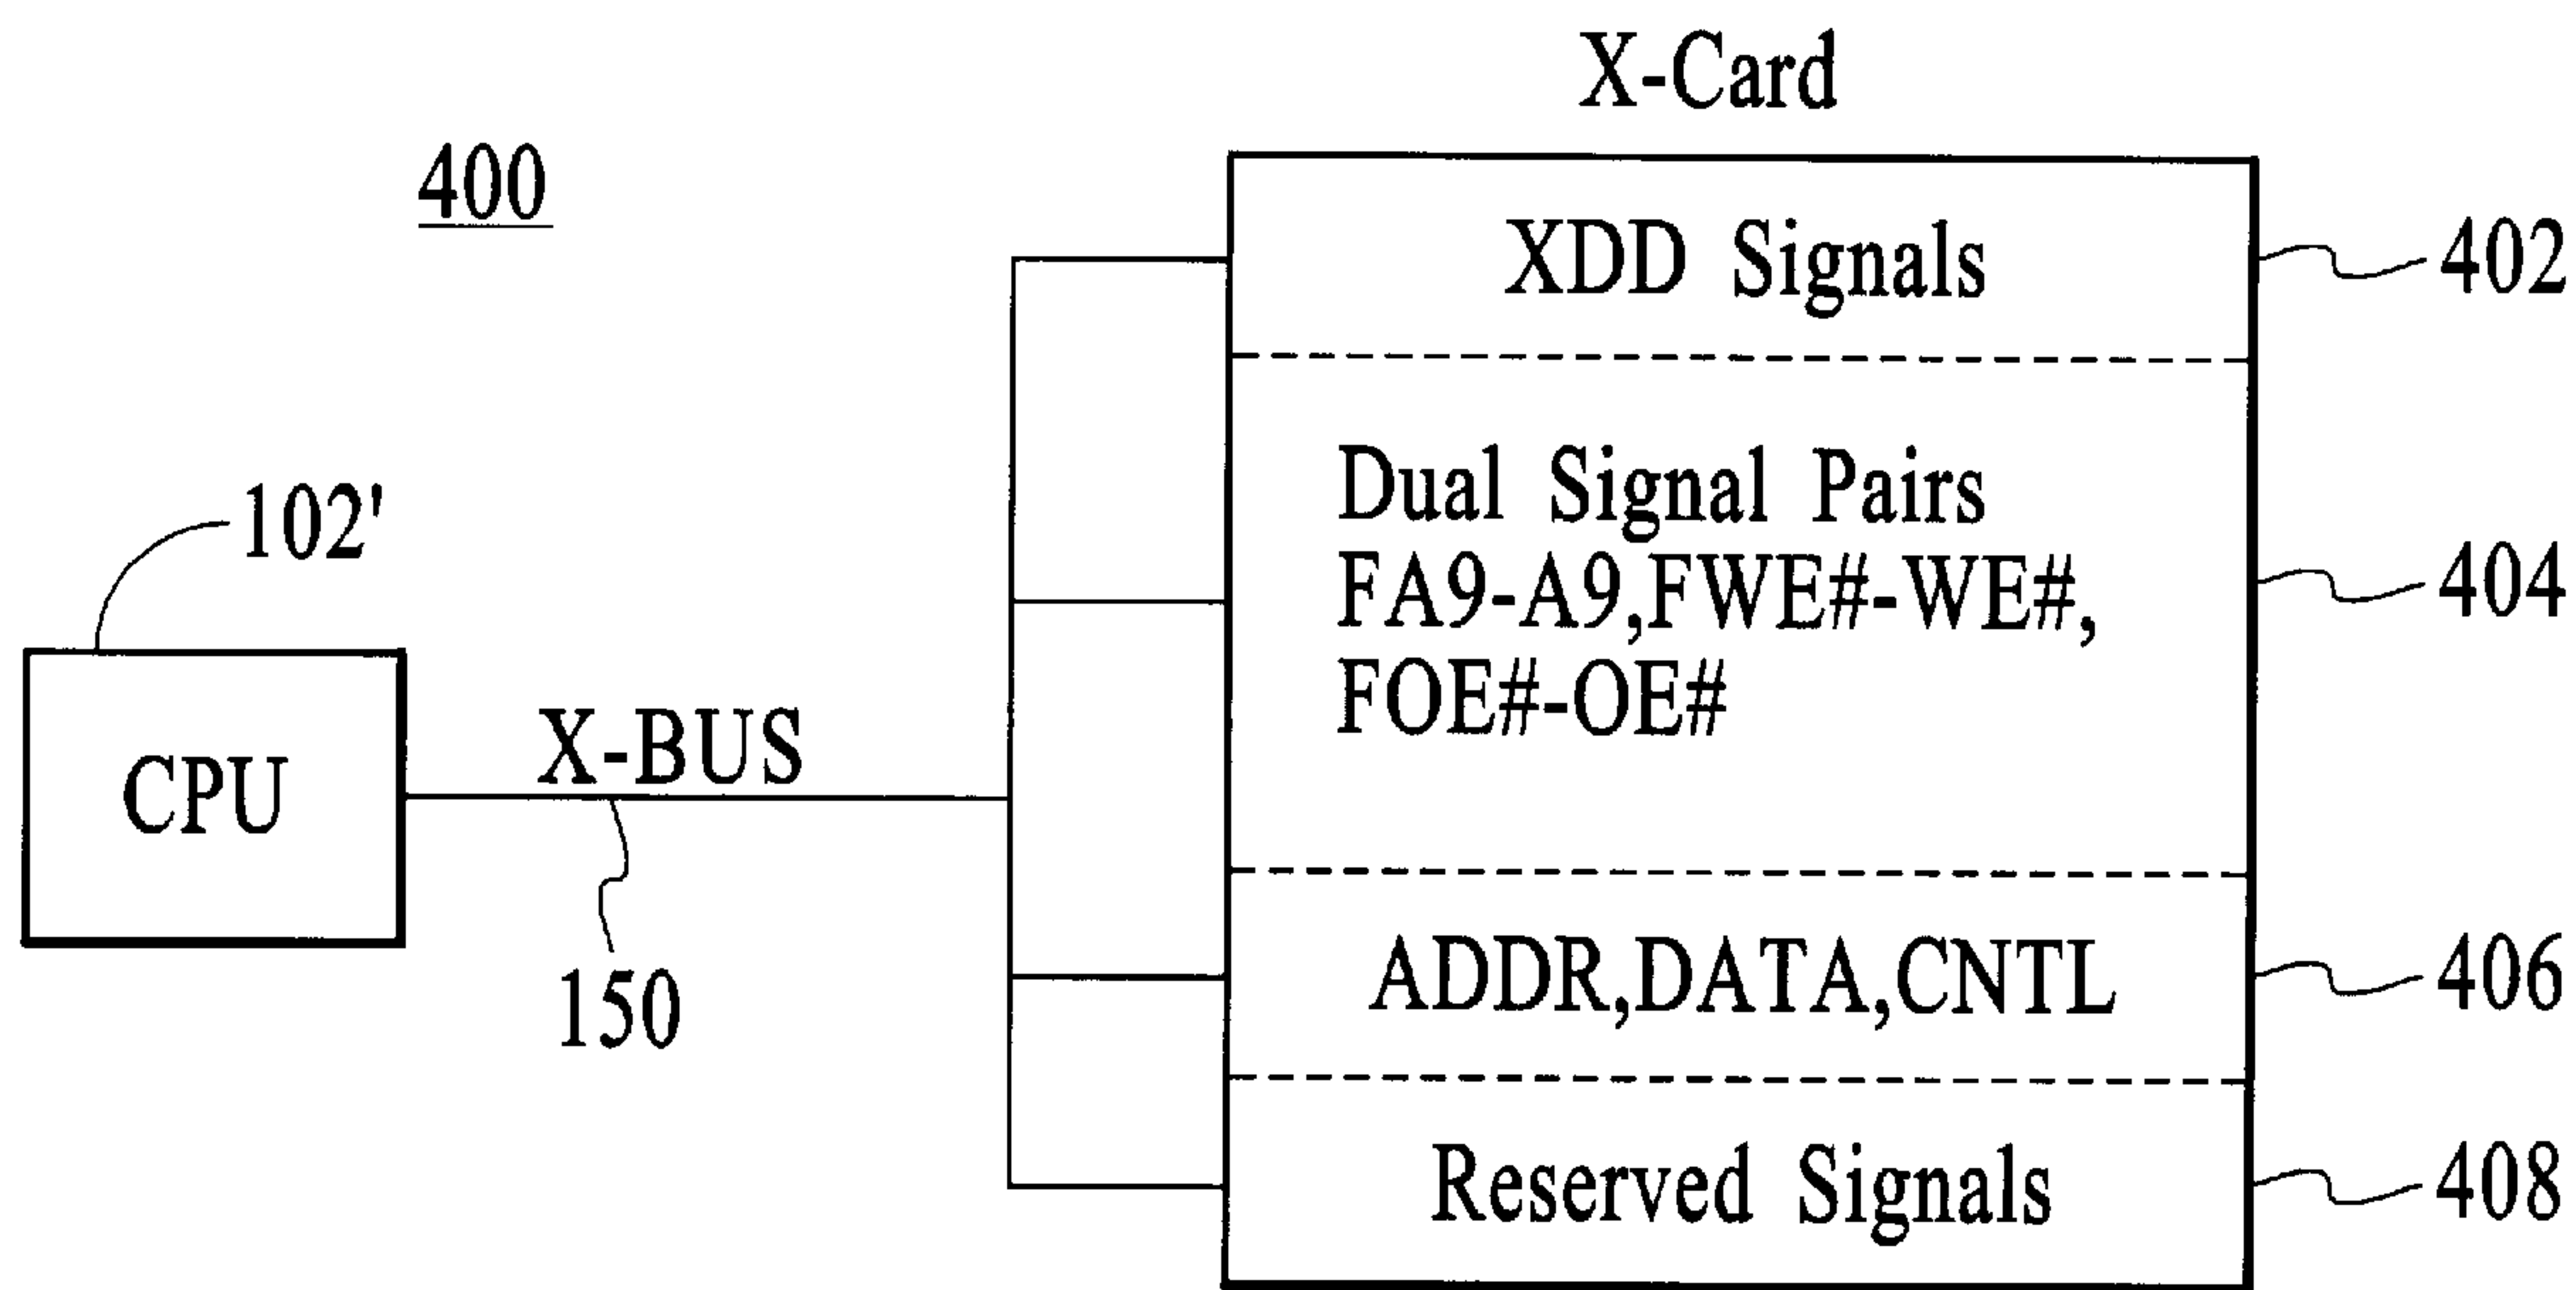 X-Card
400
XDD Signals
402
Dual Signal Pairs
FA9-A9,FWE#-WE#,
FOE#-OE#
404
102'
CPU
X-BUS
150
ADDR,DATA,CNTL
406
Reserved Signals
408